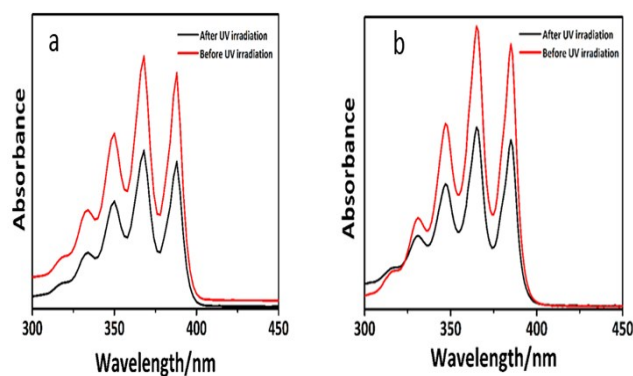 a
After UV irradiation
Before UV irradiation
Absorbance
300 350 400 450
Wavelength/nm
b
After UV irradiation
Before UV irradiation
Absorbance
300 350 400 450
Wavelength/nm